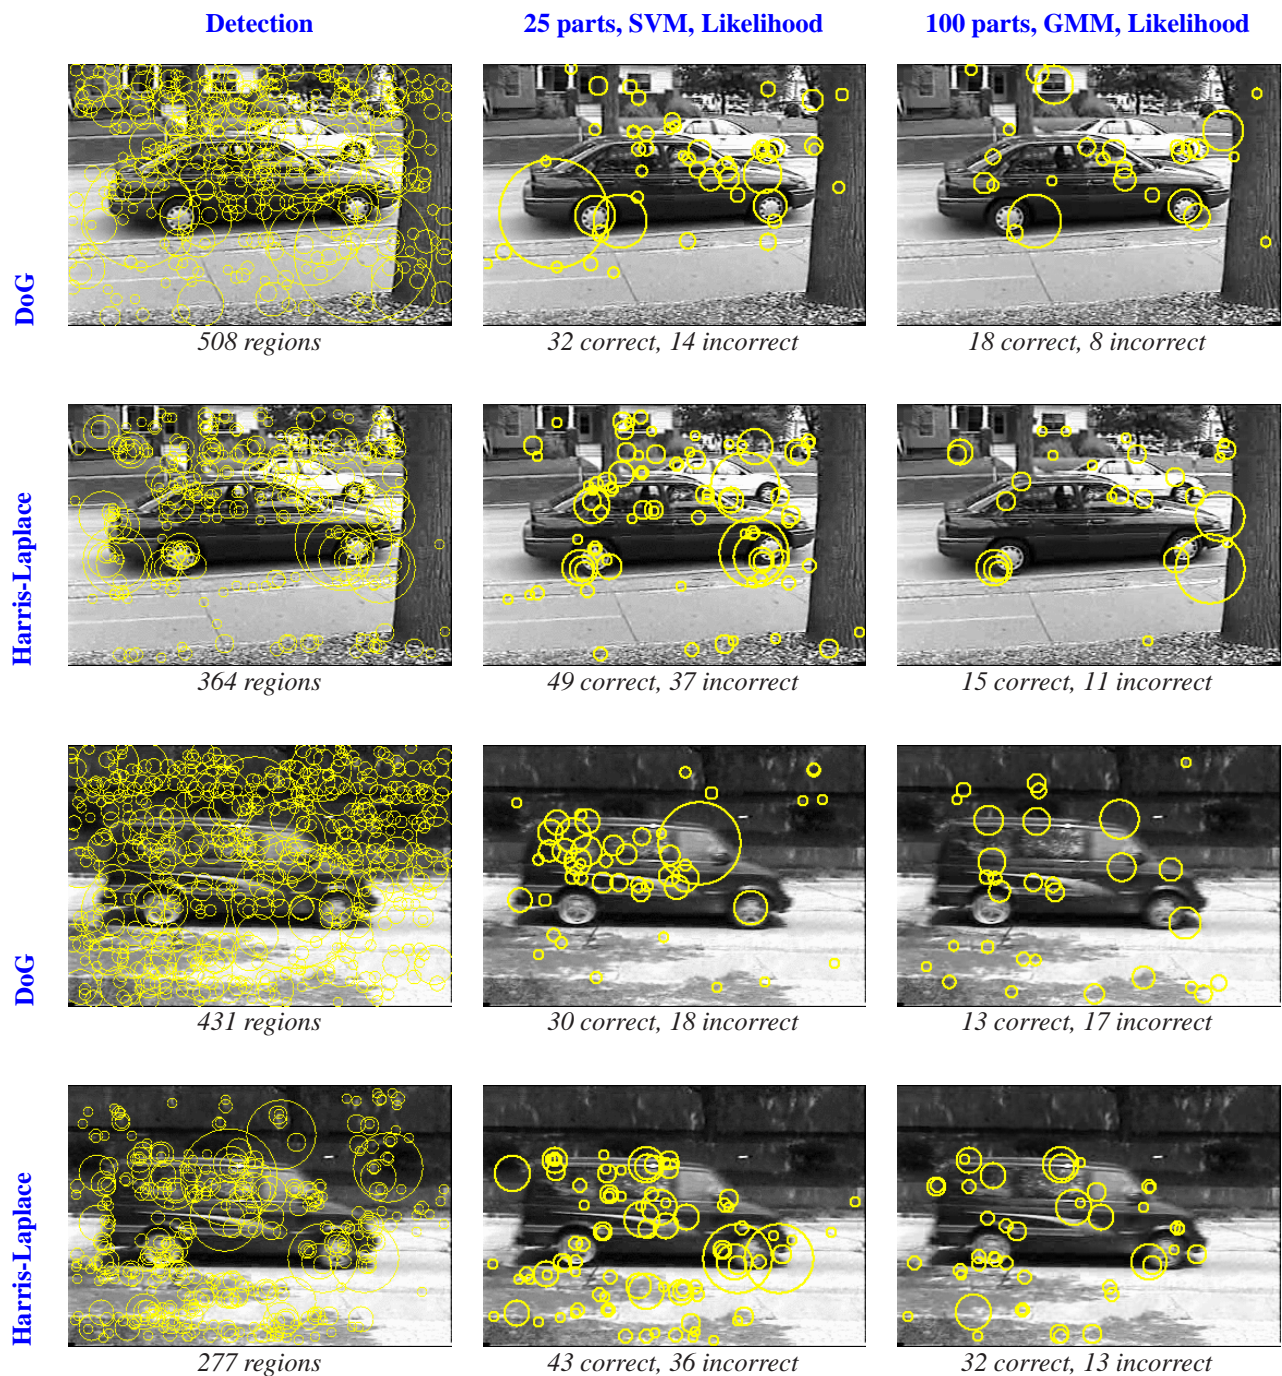 Detection
25 parts, SVM, Likelihood
100 parts, GMM, Likelihood
DoG
508 regions
32 correct, 14 incorrect
18 correct, 8 incorrect
Harris-Laplace
364 regions
49 correct, 37 incorrect
15 correct, 11 incorrect
DoG
431 regions
30 correct, 18 incorrect
13 correct, 17 incorrect
Harris-Laplace
277 regions
43 correct, 36 incorrect
32 correct, 13 incorrect